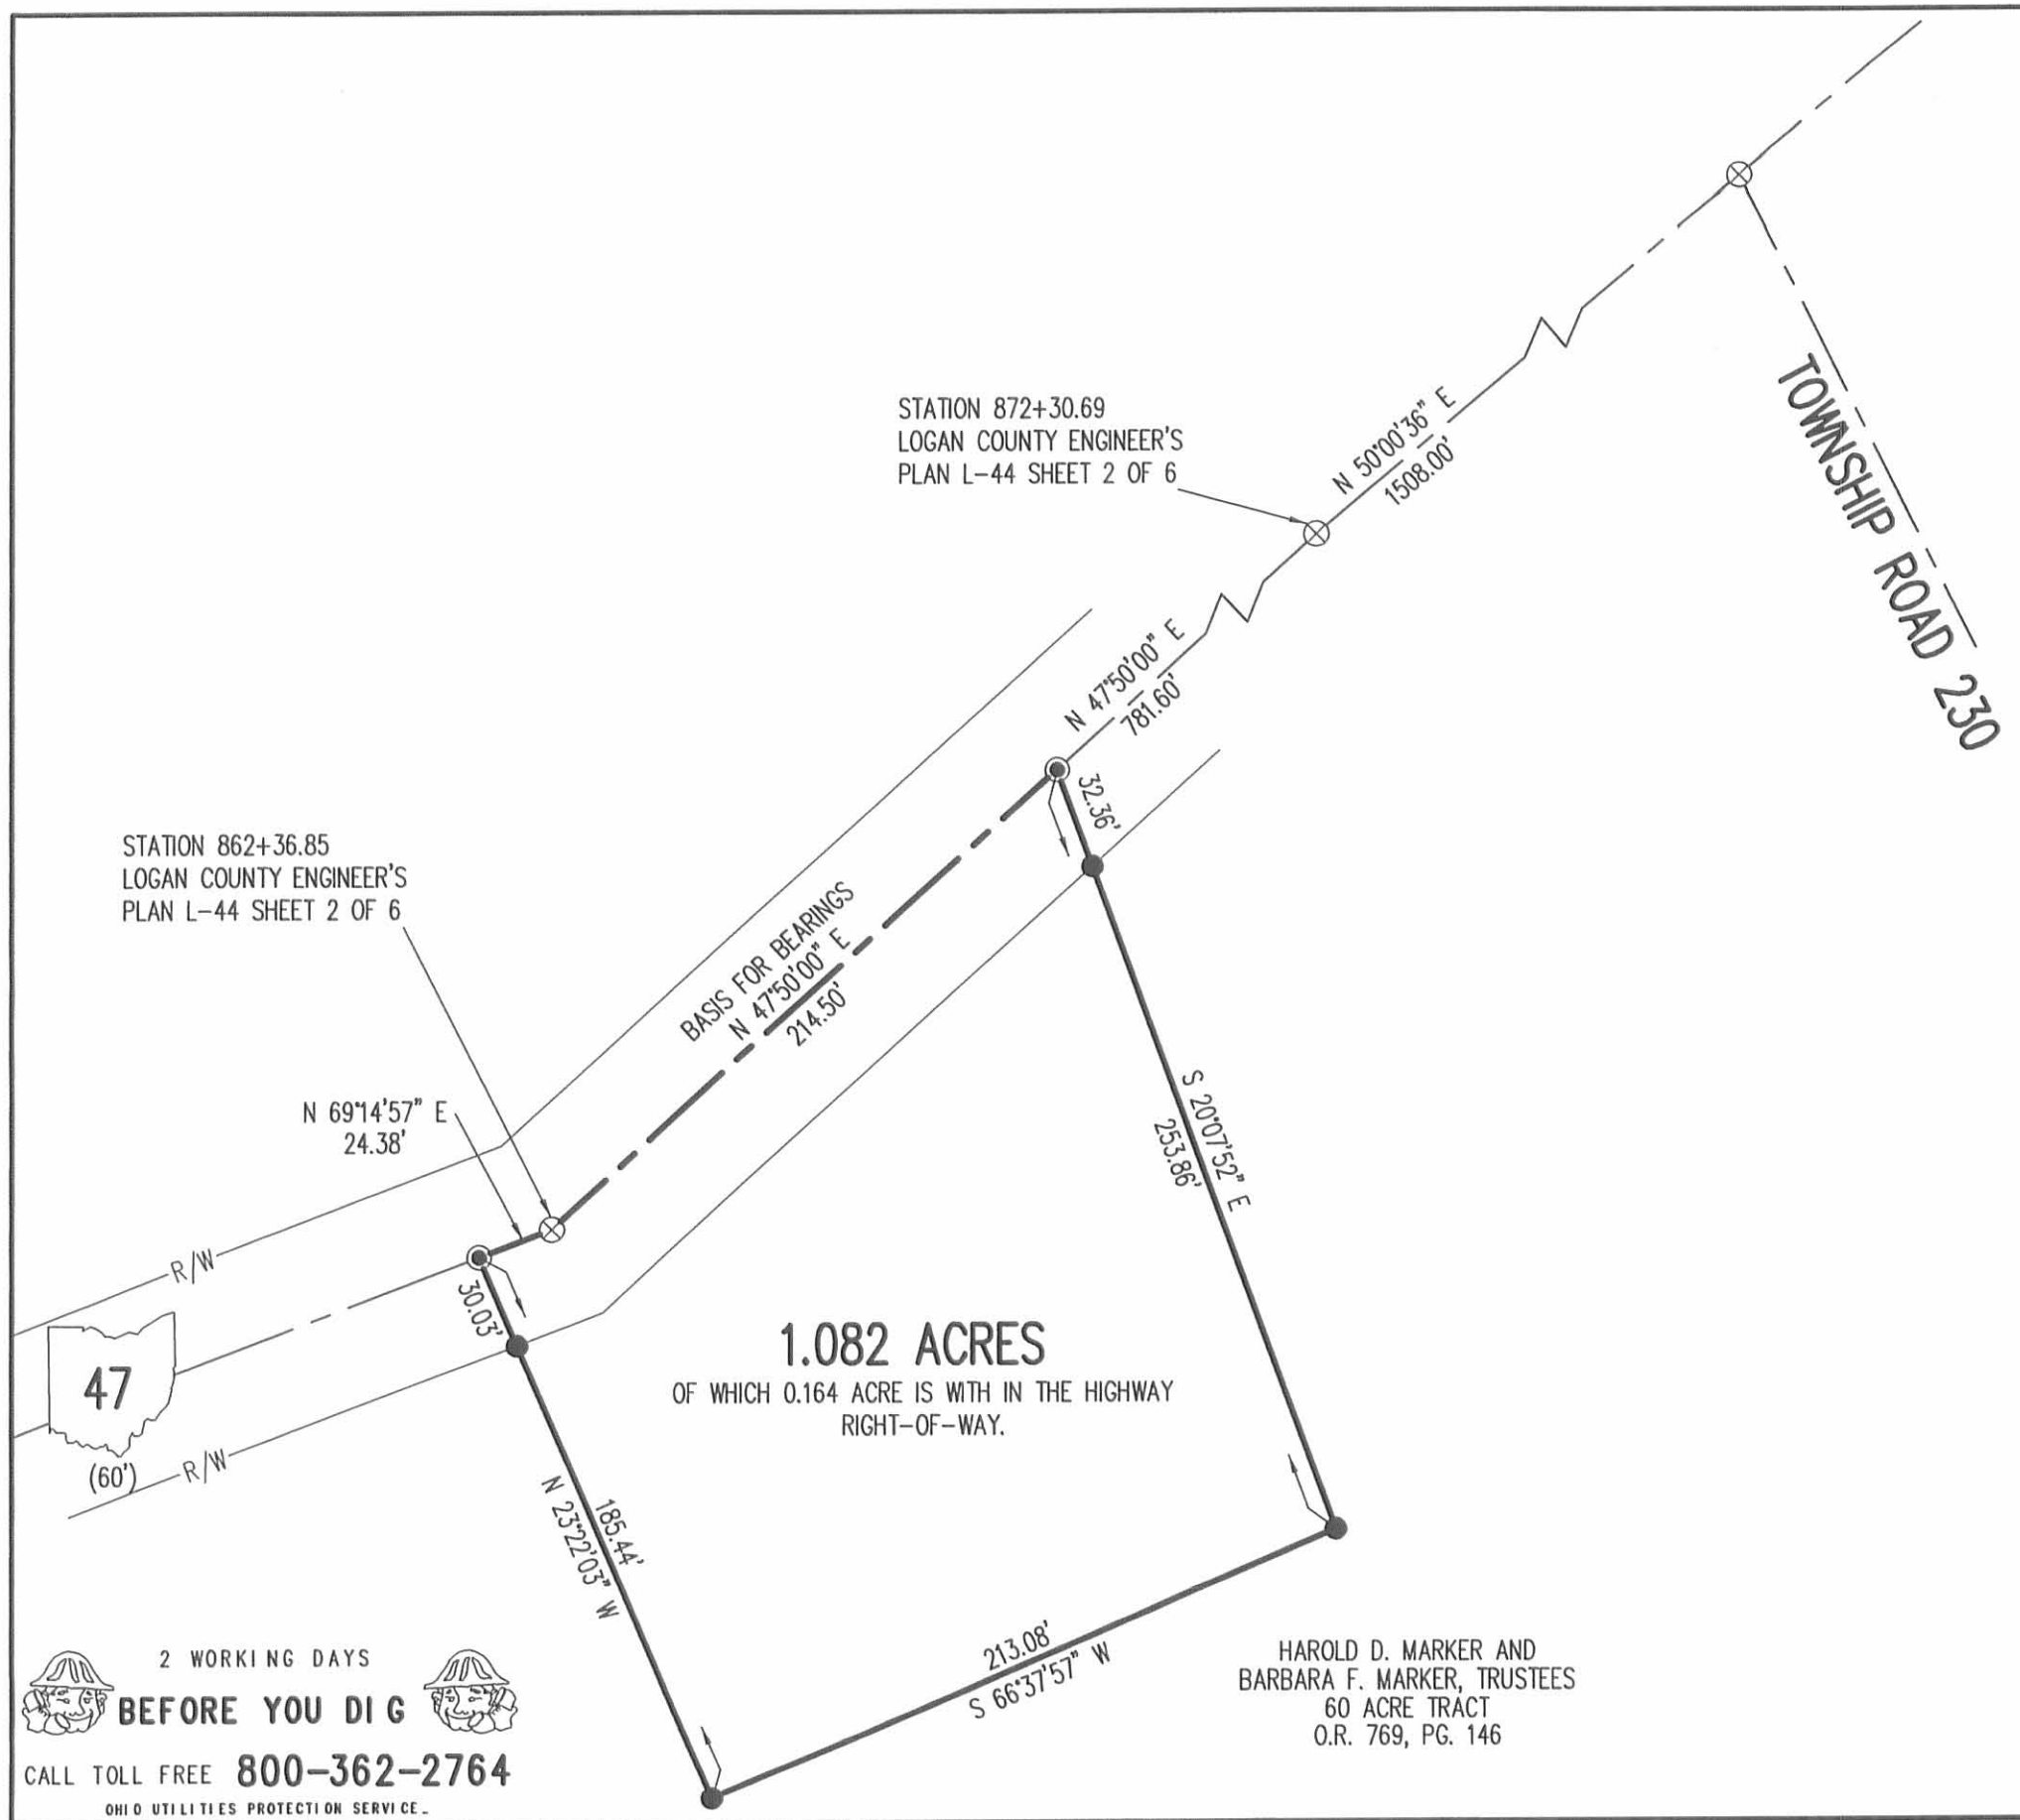 STATION 872+30.69
LOGAN COUNTY ENGINEER'S
PLAN L-44 SHEET 2 OF 6
N 50°00'36" E
1508.00'
TOWNSHIP ROAD 230
N 47°50'00" E
781.60'
32.36'
STATION 862+36.85
LOGAN COUNTY ENGINEER'S
PLAN L-44 SHEET 2 OF 6
BASIS FOR BEARINGS
N 47°50'00" E
214.50'
N 69°14'57" E
24.38'
S 20°07'52" E
253.86'
R/W
30.03'
47
(60')
R/W
1.082 ACRES
OF WHICH 0.164 ACRE IS WITH IN THE HIGHWAY
RIGHT-OF-WAY.
185.44'
N 23°22'03" W
213.08'
S 66°37'57" W
HAROLD D. MARKER AND
BARBARA F. MARKER, TRUSTEES
60 ACRE TRACT
O.R. 769, PG. 146
2 WORKING DAYS
BEFORE YOU DIG
CALL TOLL FREE 800-362-2764
OHIO UTILITIES PROTECTION SERVICE